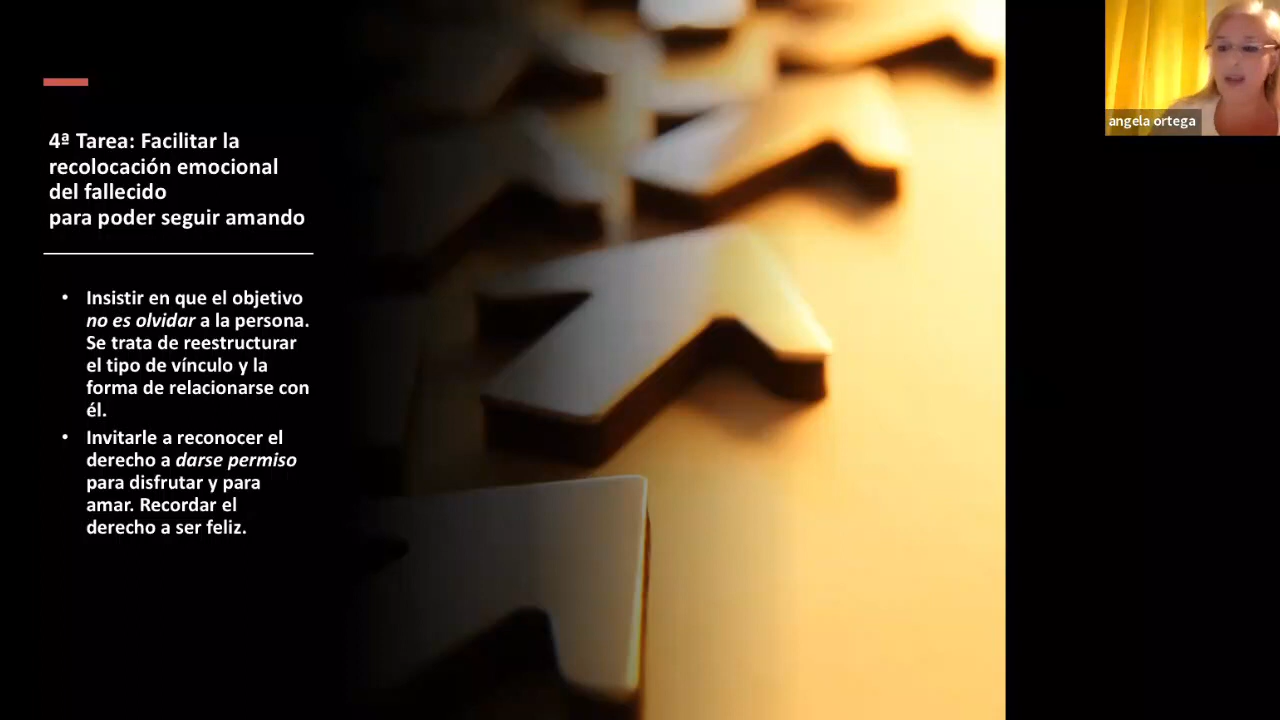 4ª Tarea: Facilitar la
recolocación emocional
del fallecido
para poder seguir amando
• Insistir en que el objetivo
no es olvidar a la persona.
Se trata de reestructurar
el tipo de vínculo y la
forma de relacionarse con
él.
• Invitarle a reconocer el
derecho a darse permiso
para disfrutar y para
amar. Recordar el
derecho a ser feliz.
angela ortega